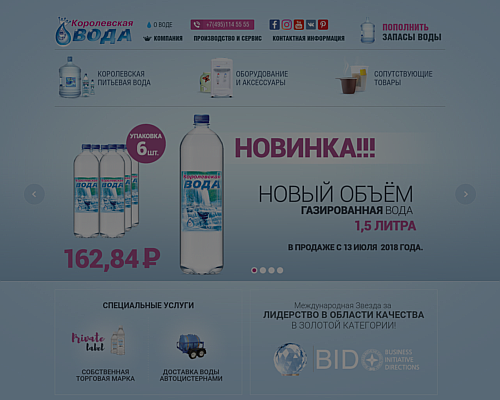 Королевская
ВОДА
О ВОДЕ
+7(495)114 55 55
КОМПАНИЯ
ПРОИЗВОДСТВО И СЕРВИС
КОНТАКТНАЯ ИНФОРМАЦИЯ
ПОПОЛНИТЬ
ЗАПАСЫ ВОДЫ
КОРОЛЕВСКАЯ
ПИТЬЕВАЯ ВОДА
ОБОРУДОВАНИЕ
И АКСЕССУАРЫ
СОПУТСТВУЮЩИЕ
ТОВАРЫ
УПАКОВКА
6 шт.
НОВИНКА!!!
Королевская
ВОДА
НОВЫЙ ОБЪЁМ
ГАЗИРОВАННАЯ ВОДА
1,5 ЛИТРА
162,84 ₽
В ПРОДАЖЕ С 13 ИЮЛЯ 2018 ГОДА.
СПЕЦИАЛЬНЫЕ УСЛУГИ
Private
Label
СОБСТВЕННАЯ
ТОРГОВАЯ МАРКА
ДОСТАВКА ВОДЫ
АВТОЦИСТЕРНАМИ
Международная Звезда за
ЛИДЕРСТВО В ОБЛАСТИ КАЧЕСТВА
В ЗОЛОТОЙ КАТЕГОРИИ!
BID
BUSINESS
INITIATIVE
DIRECTIONS